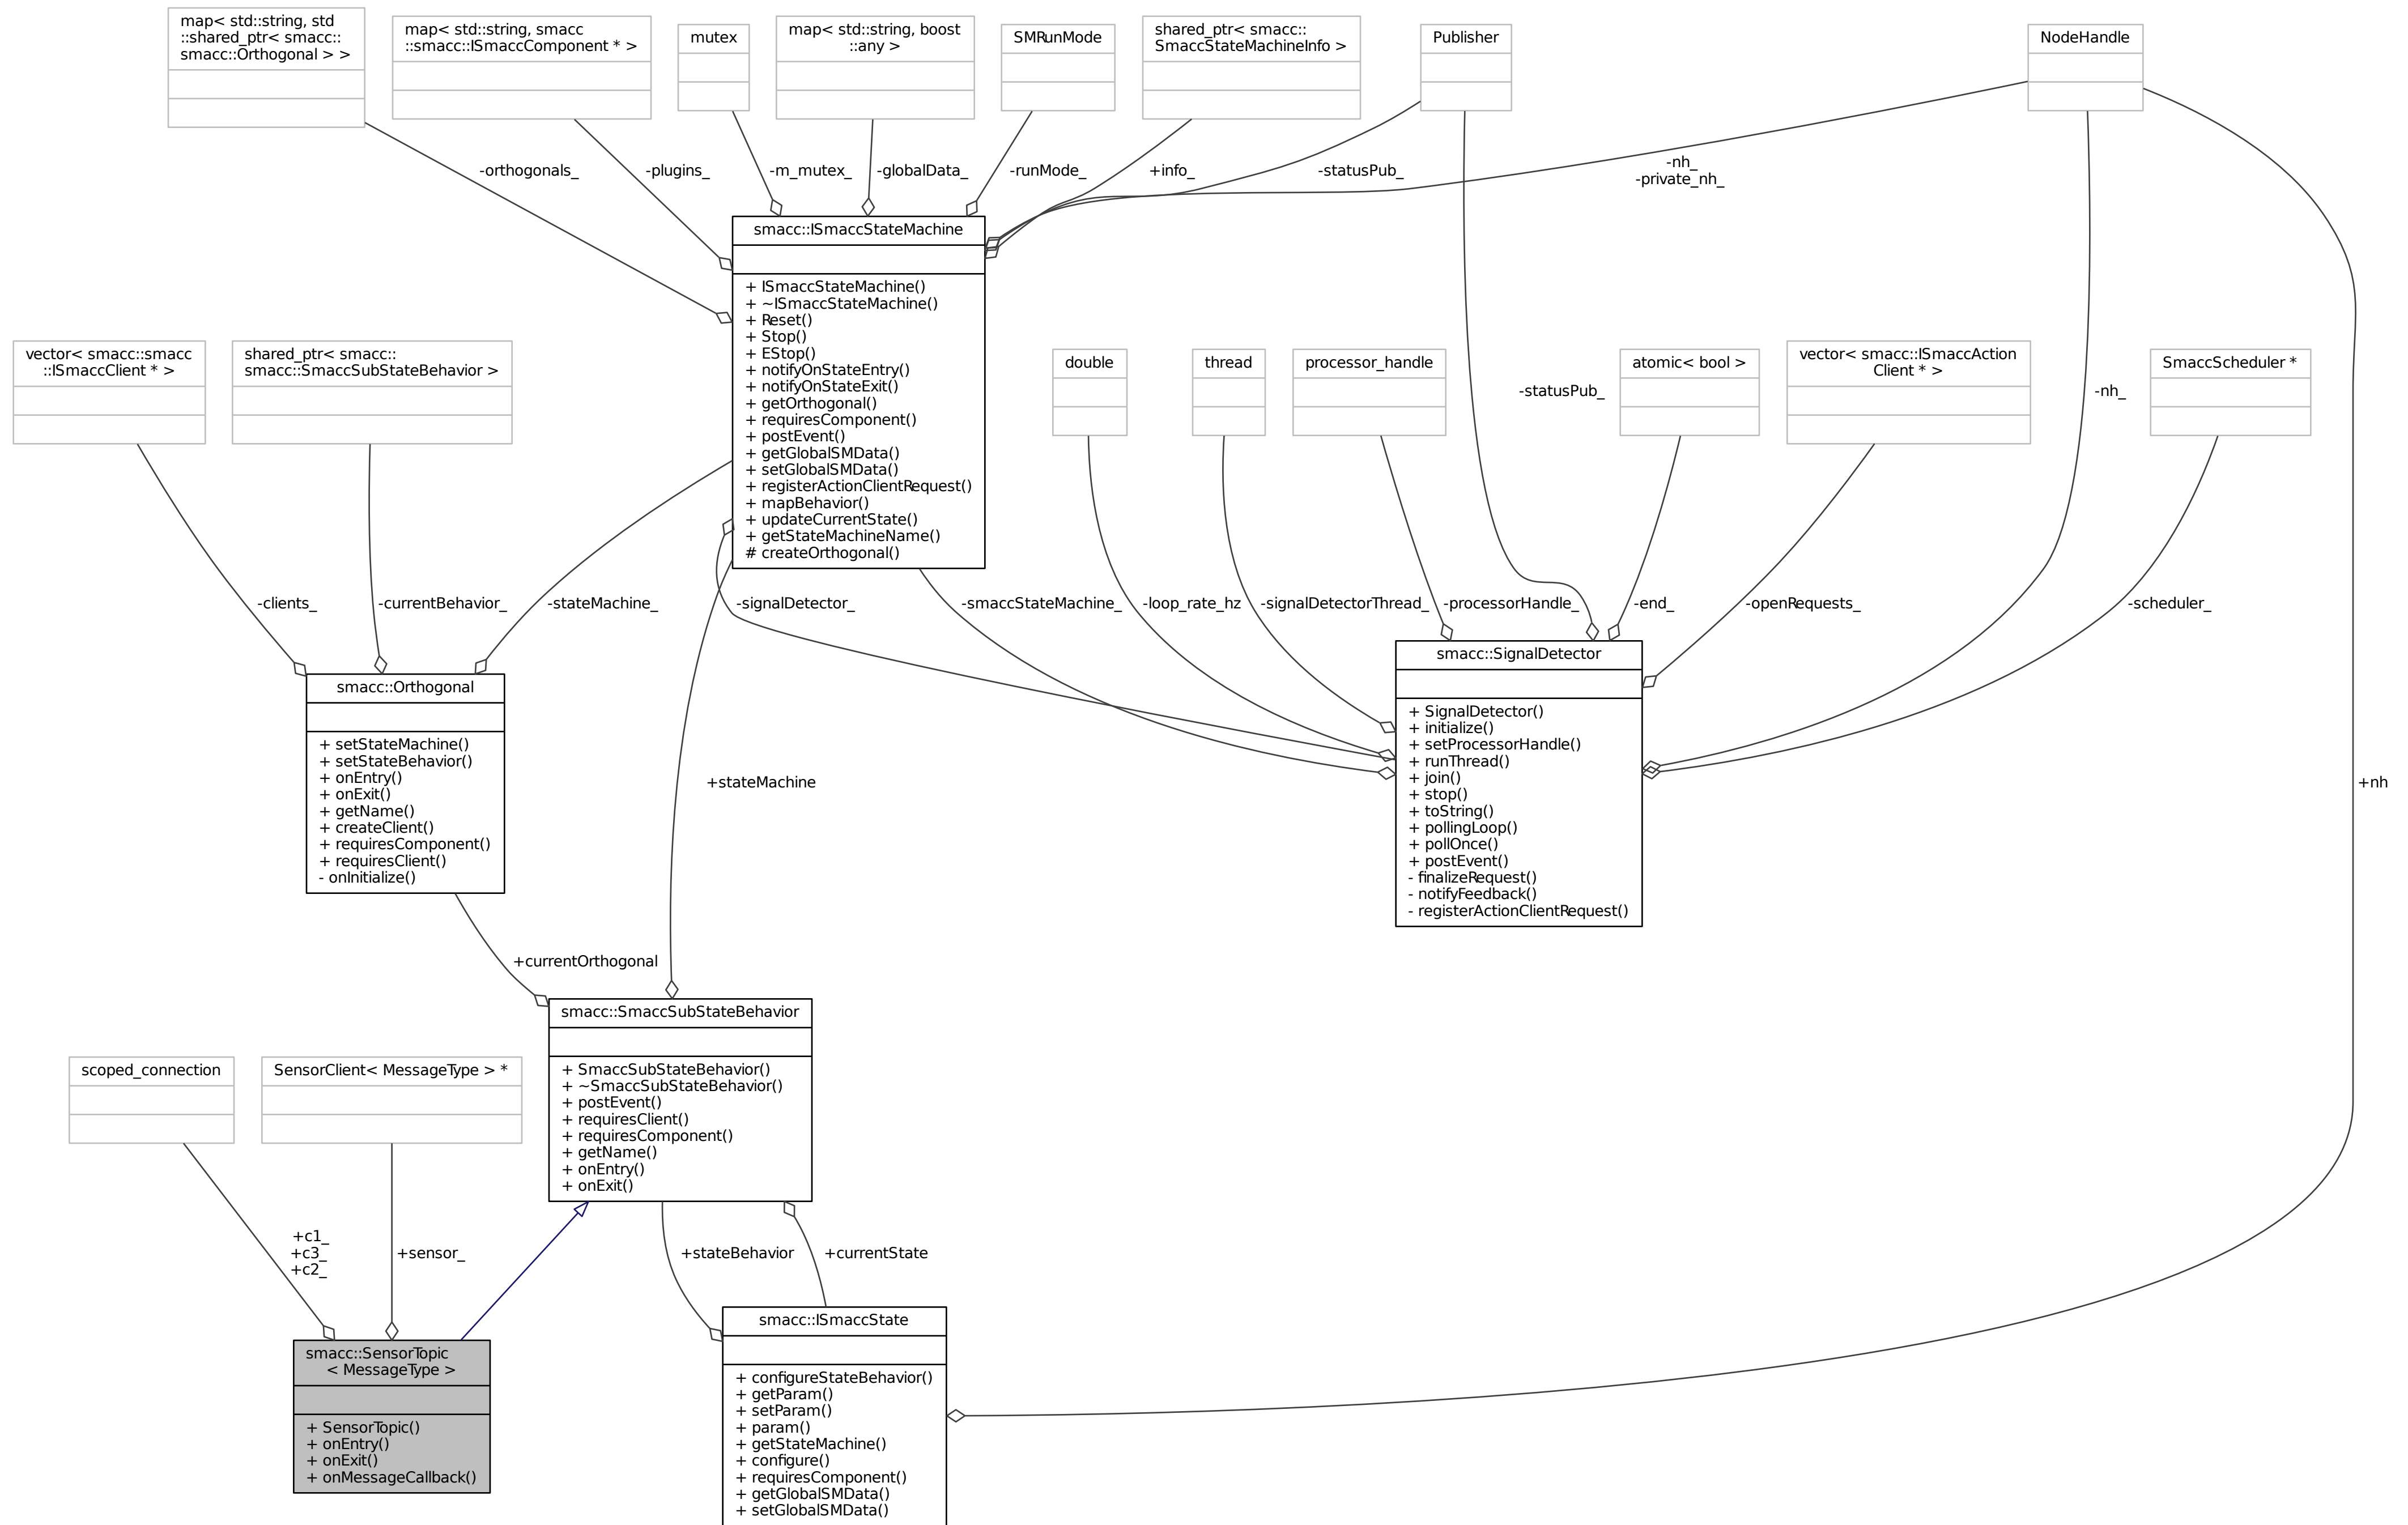 map< std::string, std
::shared_ptr< smacc::
smacc::Orthogonal > >
map< std::string, smacc
::smacc::ISmaccComponent * >
mutex
map< std::string, boost
::any >
SMRunMode
shared_ptr< smacc::
SmaccStateMachineInfo >
Publisher
NodeHandle
-orthogonals_
-plugins_
-m_mutex_
-globalData_
-runMode_
+info_
-statusPub_
-nh_
-private_nh_
smacc::ISmaccStateMachine
+ ISmaccStateMachine()
+ ~ISmaccStateMachine()
+ Reset()
+ Stop()
+ EStop()
+ notifyOnStateEntry()
+ notifyOnStateExit()
+ getOrthogonal()
+ requiresComponent()
+ postEvent()
+ getGlobalSMData()
+ setGlobalSMData()
+ registerActionClientRequest()
+ mapBehavior()
+ updateCurrentState()
+ getStateMachineName()
# createOrthogonal()
vector< smacc::smacc
::ISmaccClient * >
shared_ptr< smacc::
smacc::SmaccSubStateBehavior >
double
thread
processor_handle
atomic< bool >
vector< smacc::ISmaccAction
Client * >
SmaccScheduler *
-statusPub_
-nh_
-clients_
-currentBehavior_
-stateMachine_
-signalDetector_
-smaccStateMachine_
-loop_rate_hz
-signalDetectorThread_
-processorHandle_
-end_
-openRequests_
-scheduler_
smacc::Orthogonal
+ setStateMachine()
+ setStateBehavior()
+ onEntry()
+ onExit()
+ getName()
+ createClient()
+ requiresComponent()
+ requiresClient()
- onInitialize()
smacc::SignalDetector
+ SignalDetector()
+ initialize()
+ setProcessorHandle()
+ runThread()
+ join()
+ stop()
+ toString()
+ pollingLoop()
+ pollOnce()
+ postEvent()
- finalizeRequest()
- notifyFeedback()
- registerActionClientRequest()
+stateMachine
+nh
+currentOrthogonal
smacc::SmaccSubStateBehavior
+ SmaccSubStateBehavior()
+ ~SmaccSubStateBehavior()
+ postEvent()
+ requiresClient()
+ requiresComponent()
+ getName()
+ onEntry()
+ onExit()
scoped_connection
SensorClient< MessageType > *
+c1_
+c3_
+c2_
+sensor_
+stateBehavior
+currentState
smacc::SensorTopic
< MessageType >
+ SensorTopic()
+ onEntry()
+ onExit()
+ onMessageCallback()
smacc::ISmaccState
+ configureStateBehavior()
+ getParam()
+ setParam()
+ param()
+ getStateMachine()
+ configure()
+ requiresComponent()
+ getGlobalSMData()
+ setGlobalSMData()